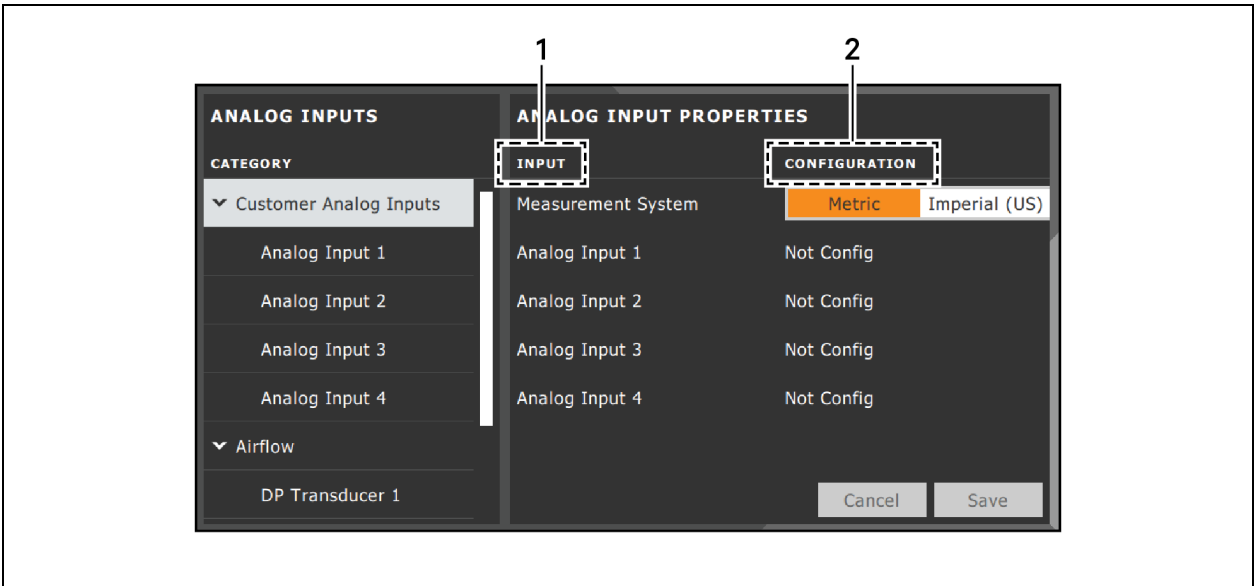 1 2
ANALOG INPUTS
CATEGORY
Customer Analog Inputs
Analog Input 1
Analog Input 2
Analog Input 3
Analog Input 4
Airflow
DP Transducer 1
ANALOG INPUT PROPERTIES
INPUT CONFIGURATION
Measurement System Metric Imperial (US)
Analog Input 1 Not Config
Analog Input 2 Not Config
Analog Input 3 Not Config
Analog Input 4 Not Config
Cancel Save